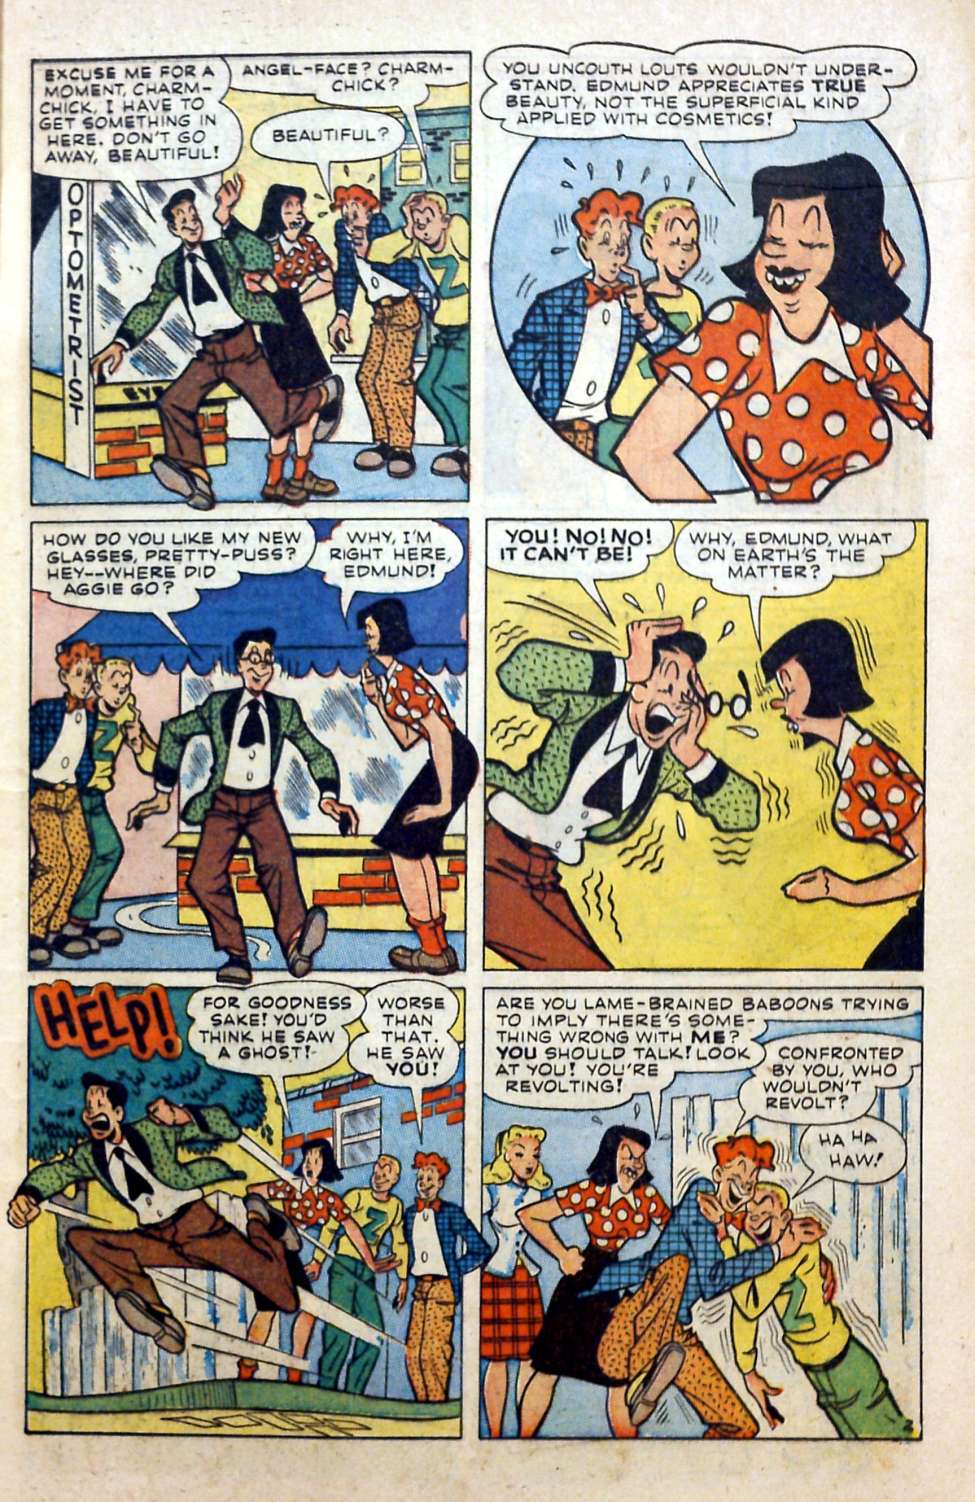 EXCUSE ME FOR A
MOMENT, CHARM-
CHICK, I HAVE TO
GET SOMETHING IN
HERE. DON'T GO
AWAY, BEAUTIFUL!
ANGEL-FACE? CHARM-
CHICK?
BEAUTIFUL?
OPTOMETRIST
EYE
Z
YOU UNCOUTH LOUTS WOULDN'T UNDER-
STAND. EDMUND APPRECIATES TRUE
BEAUTY, NOT THE SUPERFICIAL KIND
APPLIED WITH COSMETICS!
HOW DO YOU LIKE MY NEW
GLASSES, PRETTY-PUSS?
HEY--WHERE DID
AGGIE GO?
WHY, I'M
RIGHT HERE,
EDMUND!
Z
YOU! NO! NO!
IT CAN'T BE!
WHY, EDMUND, WHAT
ON EARTH'S THE
MATTER?
HELP!
FOR GOODNESS
SAKE! YOU'D
THINK HE SAW
A GHOST!
WORSE
THAN
THAT.
HE SAW
YOU!
Z
ARE YOU LAME-BRAINED BABOONS TRYING
TO IMPLY THERE'S SOME-
THING WRONG WITH ME?
YOU SHOULD TALK! LOOK
AT YOU! YOU'RE
REVOLTING!
CONFRONTED
BY YOU, WHO
WOULDN'T
REVOLT?
HA HA
HAW!
Z